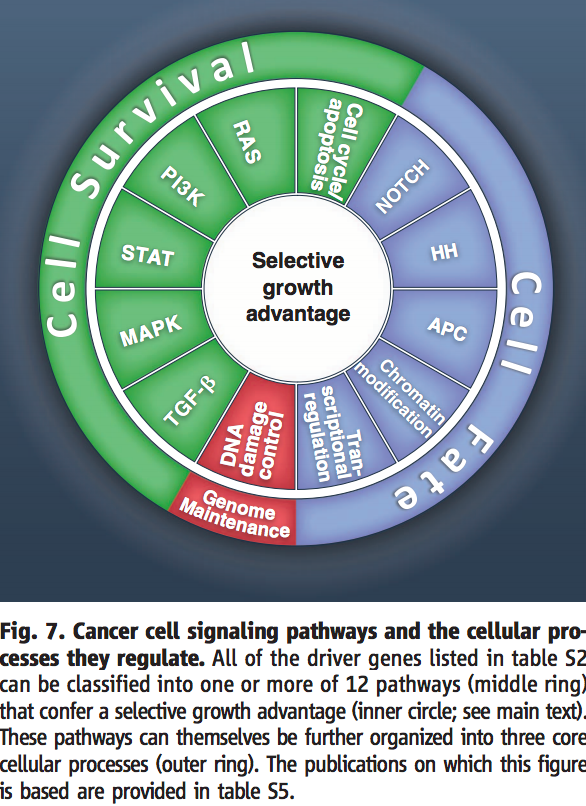 Cell Survival
Cell Fate
Genome
Maintenance
Cell cycle/
apoptosis
NOTCH
HH
APC
Chromatin
modification
Tran-
scriptional
regulation
DNA
damage
control
TGF-β
MAPK
STAT
PI3K
RAS
Selective
growth
advantage
Fig. 7. Cancer cell signaling pathways and the cellular pro-
cesses they regulate. All of the driver genes listed in table S2
can be classified into one or more of 12 pathways (middle ring)
that confer a selective growth advantage (inner circle; see main text).
These pathways can themselves be further organized into three core
cellular processes (outer ring). The publications on which this figure
is based are provided in table S5.